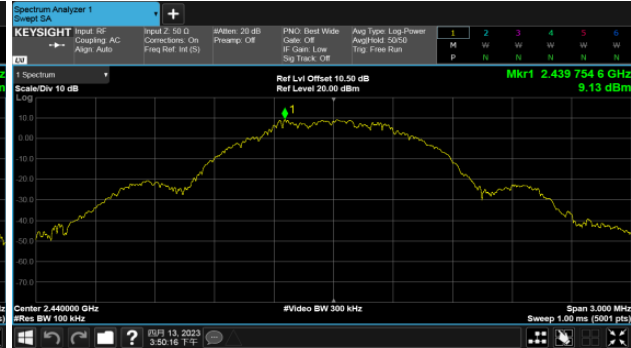 Spectrum Analyzer 1
Swept SA
+
KEYSIGHT Input: RF Input Z: 50 Ω #Atten: 20 dB PNO: Best Wide Avg Type: Log-Power 1 2 3 4 5 6
Coupling: AC Corrections: On Preamp: Off Gate: Off Avg|Hold: 50/50 M W W W W W
Align: Auto Freq Ref: Int (S) IF Gain: Low Trig: Free Run P N N N N N
Sig Track: Off
LXI
1 Spectrum Ref Lvl Offset 10.50 dB Mkr1 2.439 754 6 GHz
Scale/Div 10 dB Ref Level 20.00 dBm 9.13 dBm
Log
1
10.0
0.00
-10.0
-20.0
-30.0
-40.0
-50.0
-60.0
-70.0
Center 2.440000 GHz #Video BW 300 kHz Span 3.000 MHz
#Res BW 100 kHz Sweep 1.00 ms (5001 pts)
? 四月 13, 2023
3:50:16 下午